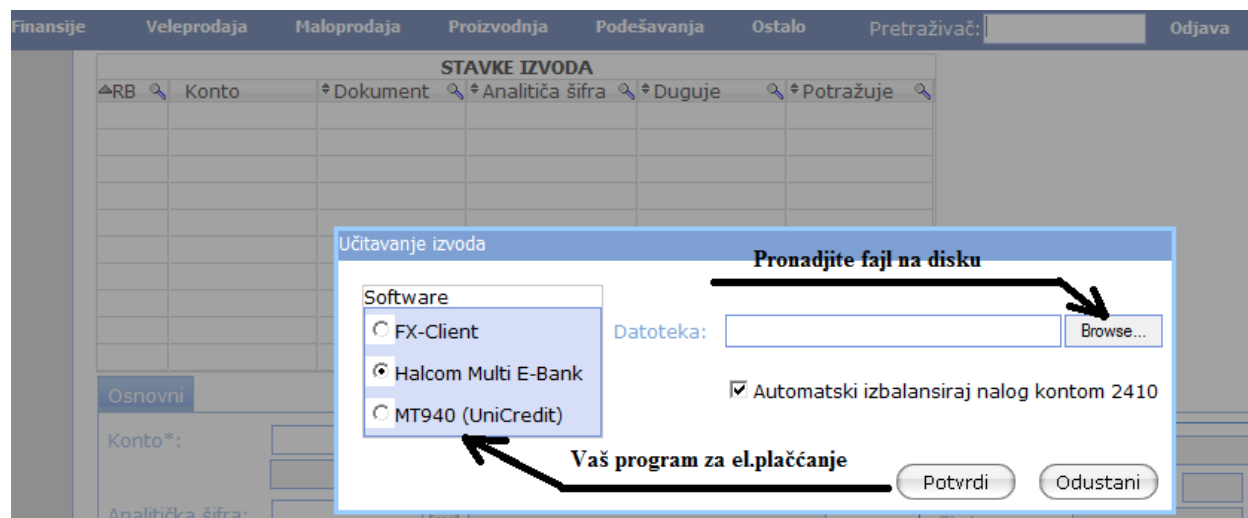 Finansije Veleprodaja Maloprodaja Proizvodnja Podešavanja Ostalo Pretraživač: Odjava
STAVKE IZVODA
RB Konto Dokument Analitiča šifra Duguje Potražuje
Učitavanje izvoda
Pronadjite fajl na disku
Software
FX-Client
Datoteka: Browse...
Halcom Multi E-Bank
Automatski izbalansiraj nalog kontom 2410
MT940 (UniCredit)
Osnovni
Konto*:
Vaš program za el.plaččanje
Potvrdi Odustani
Analitička šifra: